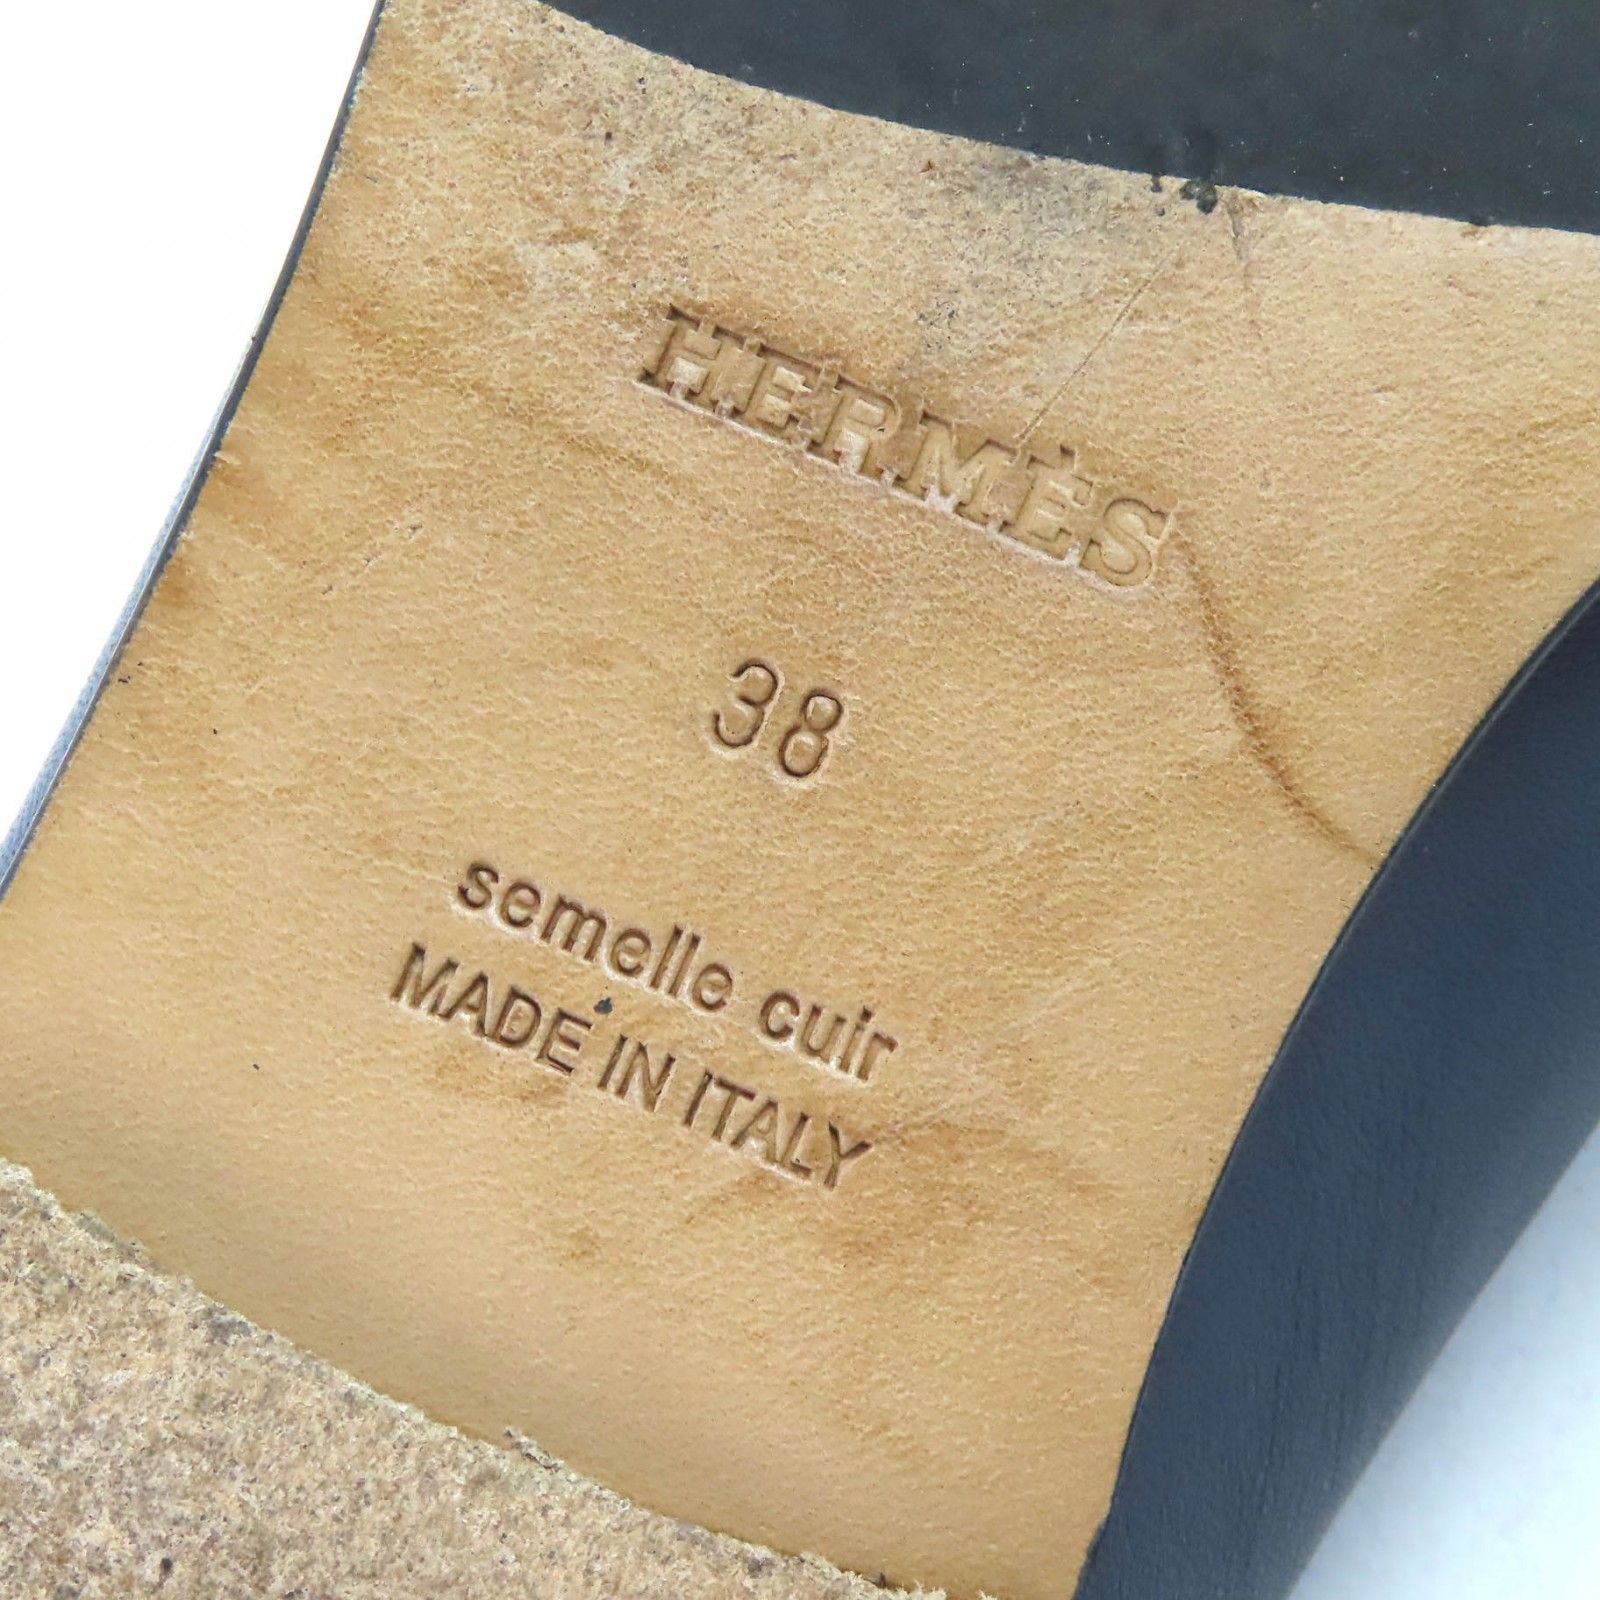 HERMÈS
38
semelle cuir
MADE IN ITALY